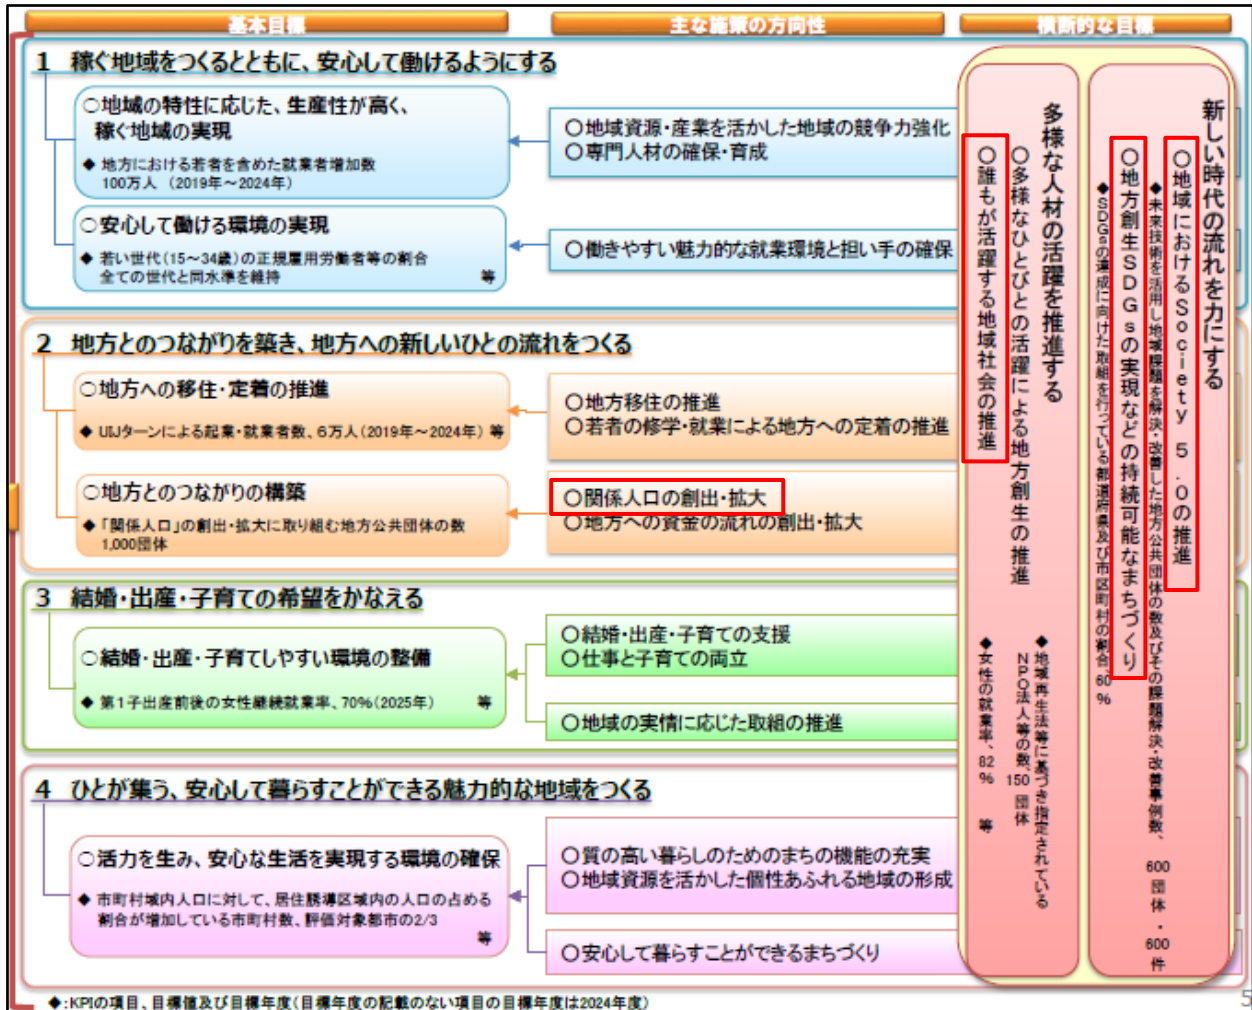 基本目標
主な施策の方向性
横断的な目標
1 稼ぐ地域をつくるとともに、安心して働けるようにする
○地域の特性に応じた、生産性が高く、
稼ぐ地域の実現
◆ 地方における若者を含めた就業者増加数
100万人 (2019年~2024年)
○地域資源・産業を活かした地域の競争力強化
○専門人材の確保・育成
○安心して働ける環境の実現
◆ 若い世代(15~34歳)の正規雇用労働者等の割合
全ての世代と同水準を維持 等
○働きやすい魅力的な就業環境と担い手の確保
2 地方とのつながりを築き、地方への新しいひとの流れをつくる
○地方への移住・定着の推進
◆ UIJターンによる起業・就業者数、6万人(2019年~2024年) 等
○地方移住の推進
○若者の修学・就業による地方への定着の推進
○地方とのつながりの構築
◆「関係人口」の創出・拡大に取り組む地方公共団体の数
1,000団体
○関係人口の創出・拡大
○地方への資金の流れの創出・拡大
3 結婚・出産・子育ての希望をかなえる
○結婚・出産・子育てしやすい環境の整備
◆ 第1子出産前後の女性継続就業率、70%(2025年) 等
○結婚・出産・子育ての支援
○仕事と子育ての両立
○地域の実情に応じた取組の推進
4 ひとが集う、安心して暮らすことができる魅力的な地域をつくる
○活力を生み、安心な生活を実現する環境の確保
◆ 市町村域内人口に対して、居住誘導区域内の人口の占める
割合が増加している市町村数、評価対象都市の2/3
等
○質の高い暮らしのためのまちの機能の充実
○地域資源を活かした個性あふれる地域の形成
○安心して暮らすことができるまちづくり
新しい時代の流れを力にする
○地域におけるSociety 5.0の推進
◆未来技術を活用し地域課題を解決・改善した地方公共団体の数及びその課題解決・改善事例数、600団体・600件
○地方創生SDGsの実現などの持続可能なまちづくり
◆SDGsの達成に向けた取組を行っている都道府県及び市区町村の割合、60%
多様な人材の活躍を推進する
○多様なひとびとの活躍による地方創生の推進
◆地域再生法等に基づき指定されている
NPO法人等の数、150団体
○誰もが活躍する地域社会の推進
◆女性の就業率、82% 等
◆:KPIの項目、目標値及び目標年度(目標年度の記載のない項目の目標年度は2024年度)
5